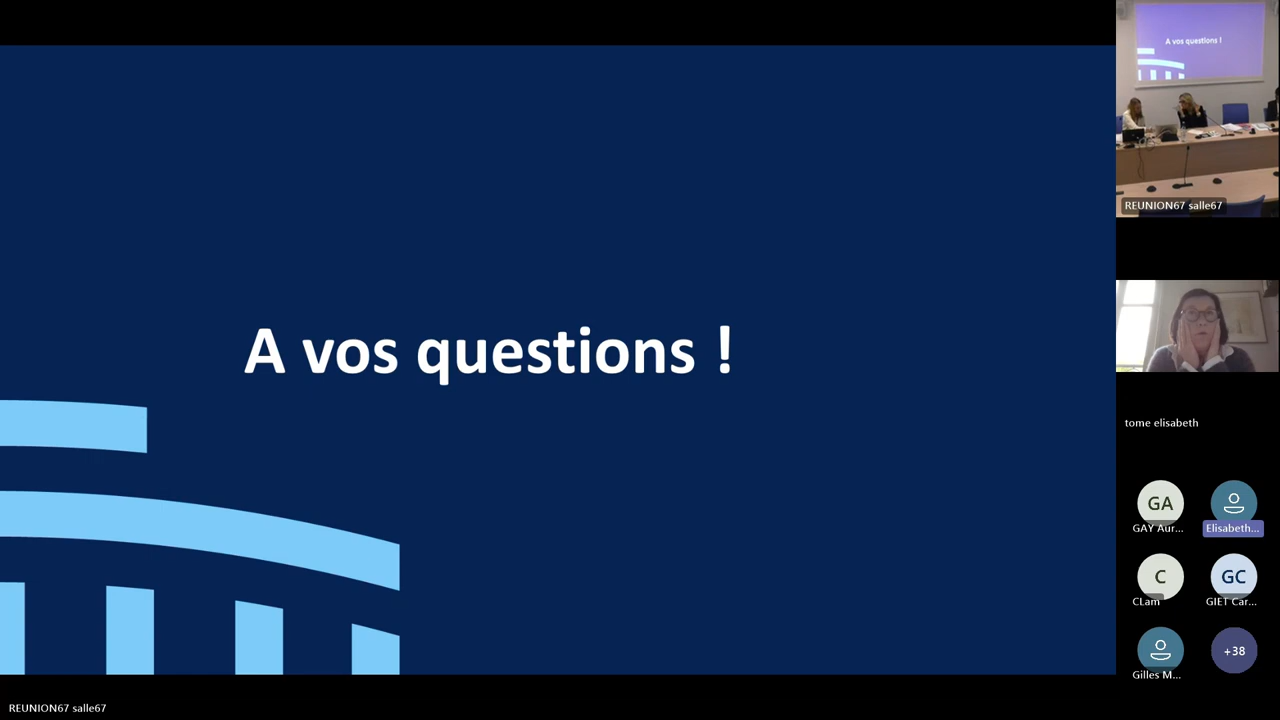 A vos questions !
A vos questions !
REUNION67 salle67
tome elisabeth
GA
GAY Aur...
Elisabeth...
C
CLam
GC
GIET Car...
Gilles M...
+38
REUNION67 salle67